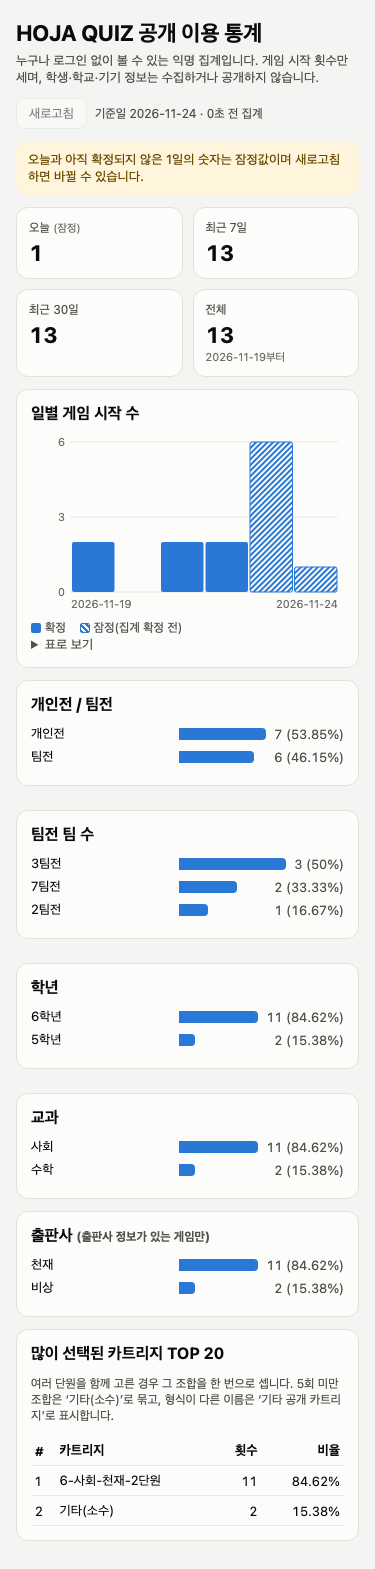 HOJA QUIZ 공개 이용 통계
누구나 로그인 없이 볼 수 있는 익명 집계입니다. 게임 시작 횟수만
세며, 학생·학교·기기 정보는 수집하거나 공개하지 않습니다.
새로고침 기준일 2026-11-24 · 0초 전 집계
오늘과 아직 확정되지 않은 1일의 숫자는 잠정값이며 새로고침
하면 바뀔 수 있습니다.
오늘 (잠정)
1
최근 7일
13
최근 30일
13
전체
13
2026-11-19부터
일별 게임 시작 수
6
3
0
2026-11-19 2026-11-24
확정 잠정(집계 확정 전)
▶ 표로 보기
개인전 / 팀전
개인전 7 (53.85%)
팀전 6 (46.15%)
팀전 팀 수
3팀전 3 (50%)
7팀전 2 (33.33%)
2팀전 1 (16.67%)
학년
6학년 11 (84.62%)
5학년 2 (15.38%)
교과
사회 11 (84.62%)
수학 2 (15.38%)
출판사 (출판사 정보가 있는 게임만)
천재 11 (84.62%)
비상 2 (15.38%)
많이 선택된 카트리지 TOP 20
여러 단원을 함께 고른 경우 그 조합을 한 번으로 셉니다. 5회 미만
조합은 ‘기타(소수)’로 묶고, 형식이 다른 이름은 ‘기타 공개 카트리
지’로 표시합니다.
# 카트리지 횟수 비율
1 6-사회-천재-2단원 11 84.62%
2 기타(소수) 2 15.38%